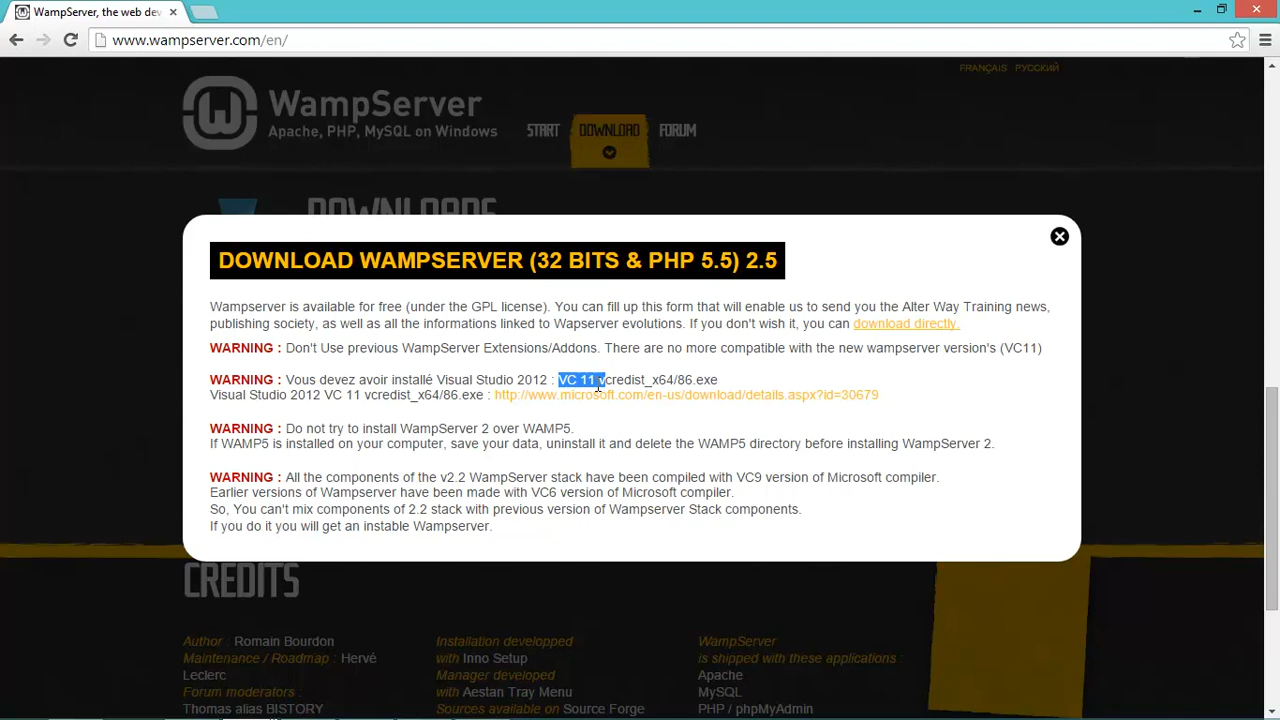 WampServer, the web dev
www.wampserver.com/en/
FRANÇAIS РУССКИЙ
WampServer
Apache, PHP, MySQL on Windows
START DOWNLOAD FORUM
DOWNLOADS
DOWNLOAD WAMPSERVER (32 BITS & PHP 5.5) 2.5
Wampserver is available for free (under the GPL license). You can fill up this form that will enable us to send you the Alter Way Training news,
publishing society, as well as all the informations linked to Wapserver evolutions. If you don't wish it, you can download directly.
WARNING : Don't Use previous WampServer Extensions/Addons. There are no more compatible with the new wampserver version's (VC11)
WARNING : Vous devez avoir installé Visual Studio 2012 : VC 11 vcredist_x64/86.exe
Visual Studio 2012 VC 11 vcredist_x64/86.exe : http://www.microsoft.com/en-us/download/details.aspx?id=30679
WARNING : Do not try to install WampServer 2 over WAMP5.
If WAMP5 is installed on your computer, save your data, uninstall it and delete the WAMP5 directory before installing WampServer 2.
WARNING : All the components of the v2.2 WampServer stack have been compiled with VC9 version of Microsoft compiler.
Earlier versions of Wampserver have been made with VC6 version of Microsoft compiler.
So, You can't mix components of 2.2 stack with previous version of Wampserver Stack components.
If you do it you will get an instable Wampserver.
CREDITS
Author : Romain Bourdon
Maintenance / Roadmap : Hervé
Leclerc
Forum moderators :
Thomas alias BISTORY
Installation developped
with Inno Setup
Manager developed
with Aestan Tray Menu
Sources available on Source Forge
WampServer
is shipped with these applications :
Apache
MySQL
PHP / phpMyAdmin